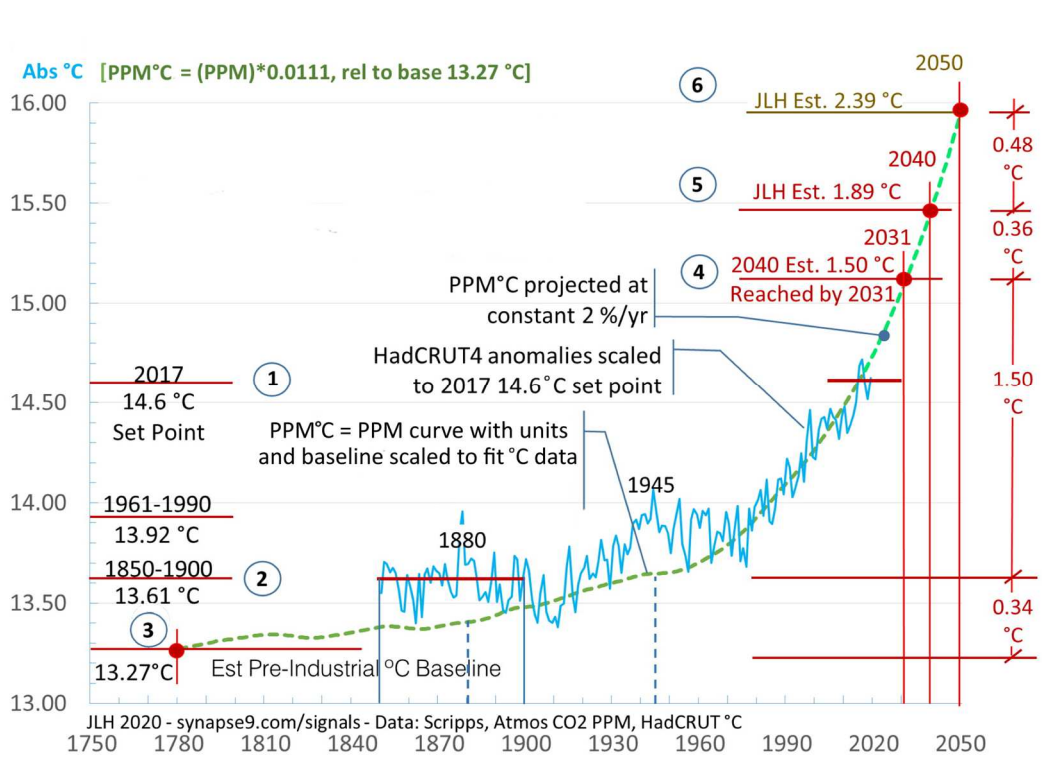 2050
Abs °C [PPM°C = (PPM)*0.0111, rel to base 13.27 °C]
6
16.00
JLH Est. 2.39 °C
0.48
°C
2040
5
15.50
JLH Est. 1.89 °C
0.36
°C
2031
4
2040 Est. 1.50 °C
Reached by 2031
PPM°C projected at
constant 2 %/yr
15.00
HadCRUT4 anomalies scaled
to 2017 14.6°C set point
2017
1
14.6 °C
Set Point
1.50
°C
14.50
PPM°C = PPM curve with units
and baseline scaled to fit °C data
1945
14.00
1961-1990
13.92 °C
1880
1850-1900
2
13.61 °C
13.50
0.34
°C
3
13.27°C
Est Pre-Industrial °C Baseline
13.00
JLH 2020 - synapse9.com/signals - Data: Scripps, Atmos CO2 PPM, HadCRUT °C
1750 1780 1810 1840 1870 1900 1930 1960 1990 2020 2050